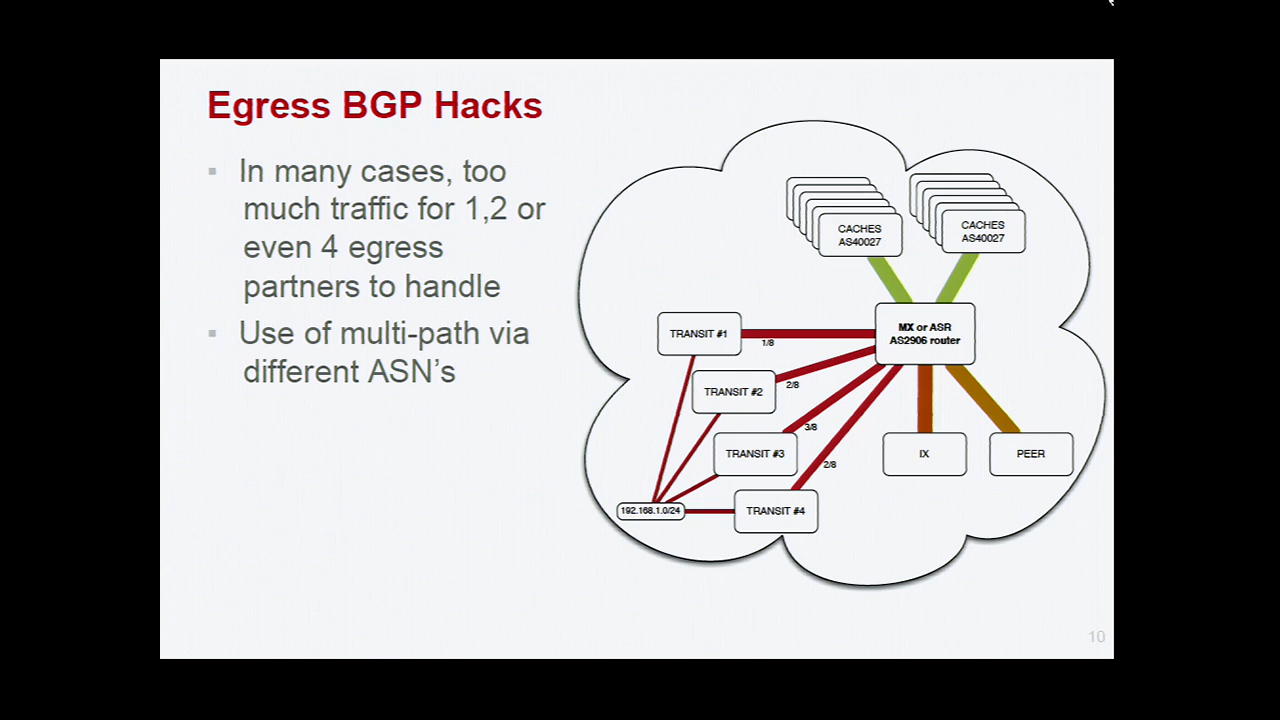 Egress BGP Hacks
▪ In many cases, too
much traffic for 1,2 or
even 4 egress
partners to handle
▪ Use of multi-path via
different ASN's
CACHES
AS40027
CACHES
AS40027
MX or ASR
AS2906 router
TRANSIT #1
1/8
TRANSIT #2
2/8
TRANSIT #3
3/8
TRANSIT #4
2/8
IX
PEER
192.168.1.0/24
10